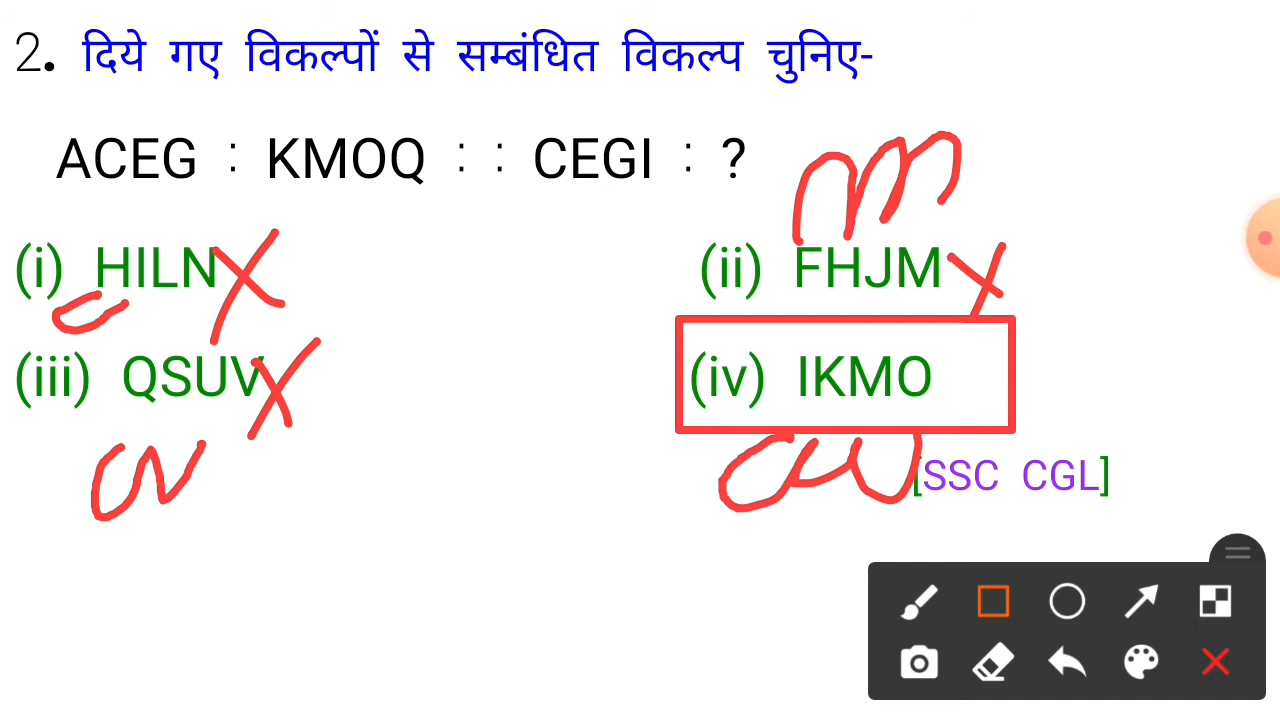 2. दिये गए विकल्पों से सम्बंधित विकल्प चुनिए-
ACEG : KMOQ : : CEGI : ?
(i) HILN
(ii) FHJM
(iii) QSUV
(iv) IKMO
[SSC CGL]